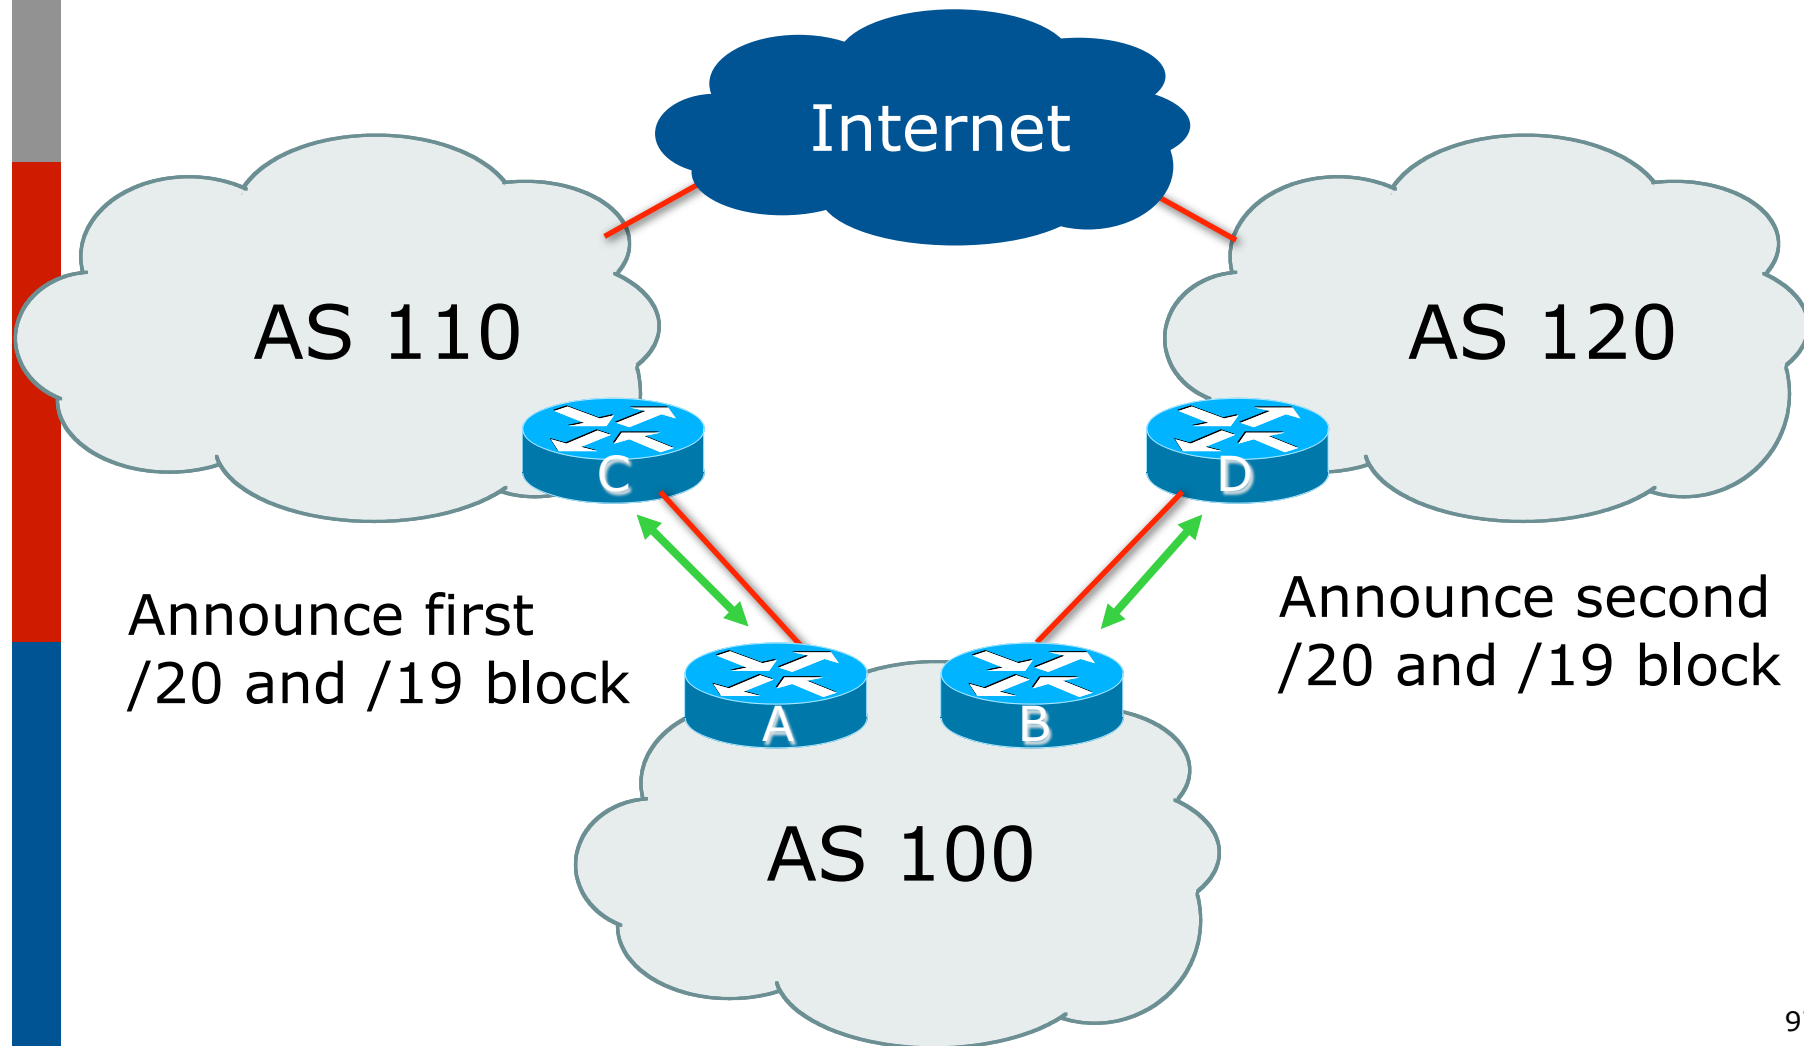 Internet
AS 110
AS 120
C
D
Announce first
/20 and /19 block
Announce second
/20 and /19 block
A
B
AS 100